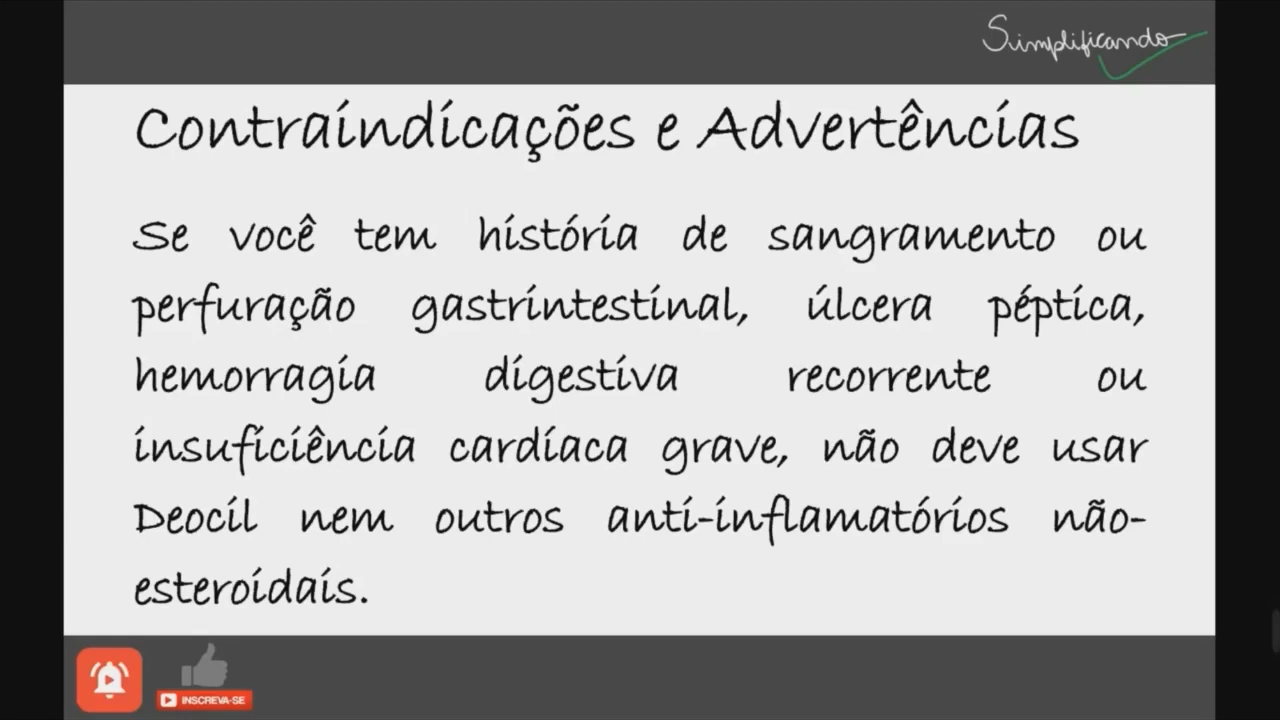 Simplificando
Contraindicações e Advertências
Se você tem história de sangramento ou
perfuração gastrintestinal, úlcera péptica,
hemorragia digestiva recorrente ou
insuficiência cardíaca grave, não deve usar
Deocil nem outros anti-inflamatórios não-
esteroidais.
INSCREVA-SE